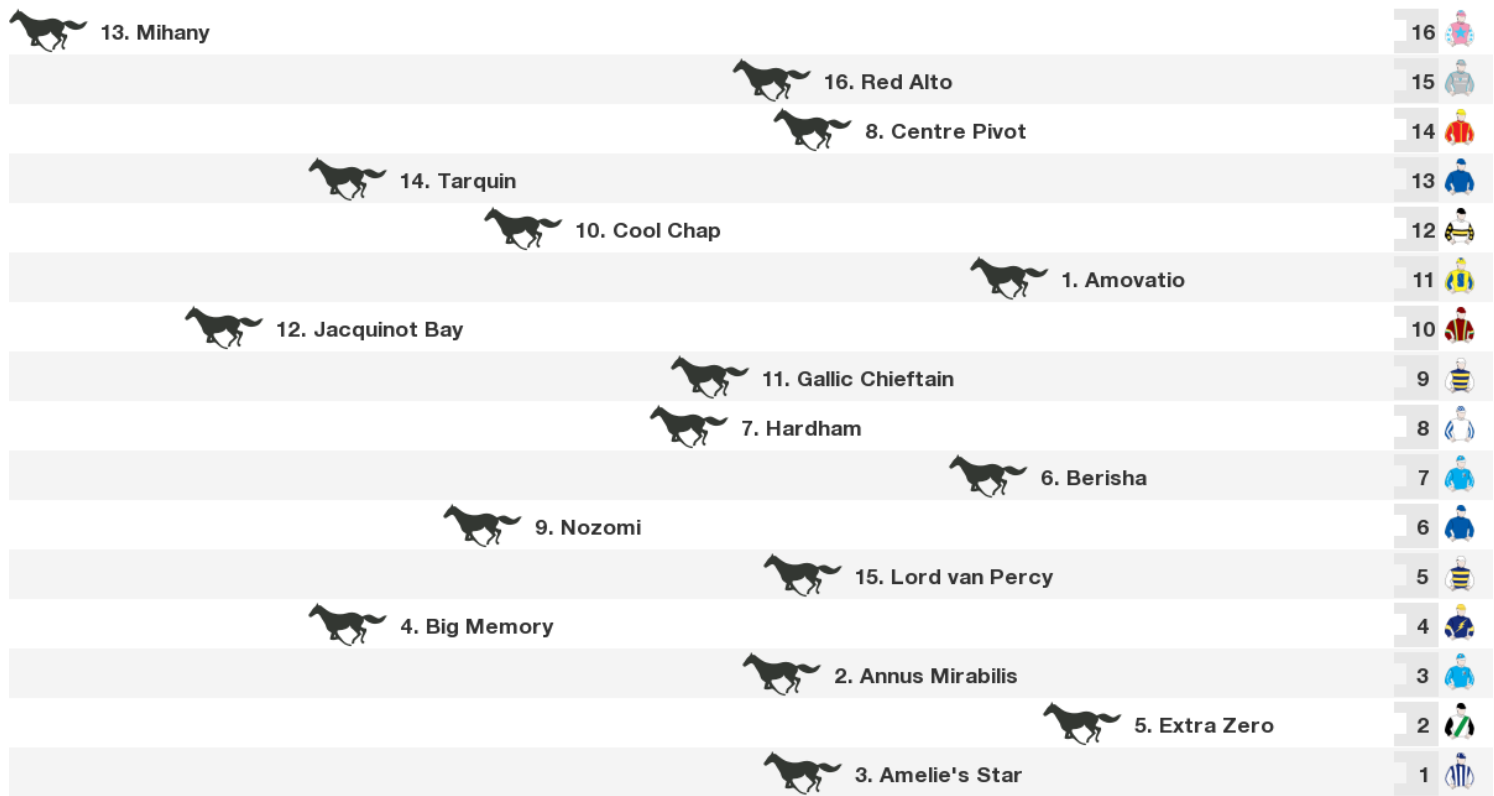 13. Mihany 16
16. Red Alto 15
8. Centre Pivot 14
14. Tarquin 13
10. Cool Chap 12
1. Amovatio 11
12. Jacquinot Bay 10
11. Gallic Chieftain 9
7. Hardham 8
6. Berisha 7
9. Nozomi 6
15. Lord van Percy 5
4. Big Memory 4
2. Annus Mirabilis 3
5. Extra Zero 2
3. Amelie's Star 1